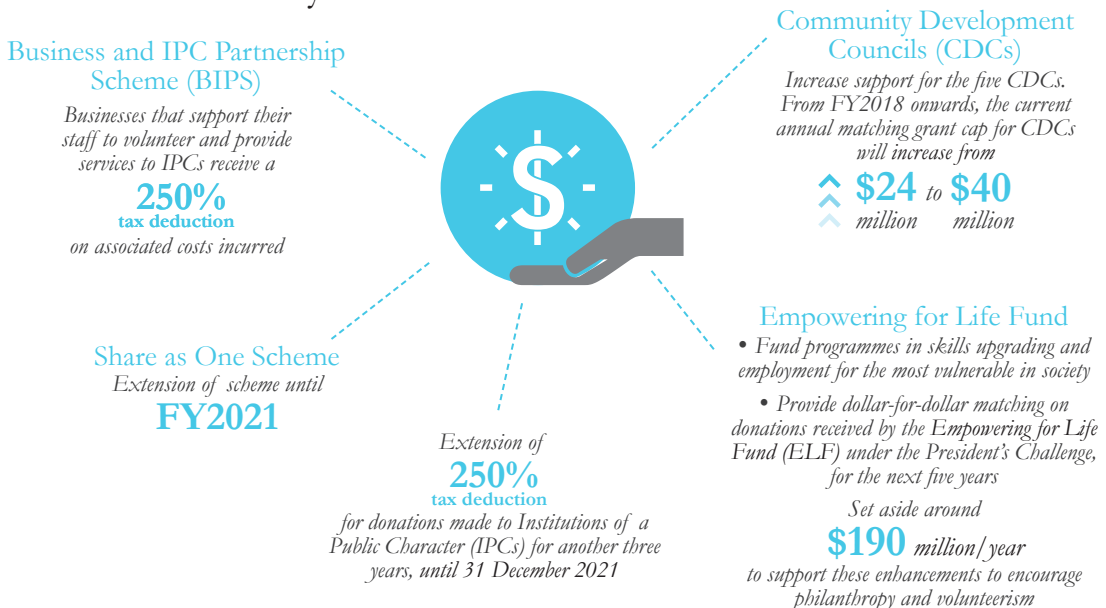 Business and IPC Partnership
Scheme (BIPS)
Businesses that support their
staff to volunteer and provide
services to IPCs receive a
250%
tax deduction
on associated costs incurred
Community Development
Councils (CDCs)
Increase support for the five CDCs.
From FY2018 onwards, the current
annual matching grant cap for CDCs
will increase from
$24 to $40
million million
$
Share as One Scheme
Extension of scheme until
FY2021
Extension of
250%
tax deduction
for donations made to Institutions of a
Public Character (IPCs) for another three
years, until 31 December 2021
Empowering for Life Fund
• Fund programmes in skills upgrading and
employment for the most vulnerable in society
• Provide dollar-for-dollar matching on
donations received by the Empowering for Life
Fund (ELF) under the President's Challenge,
for the next five years
Set aside around
$190 million/year
to support these enhancements to encourage
philanthropy and volunteerism